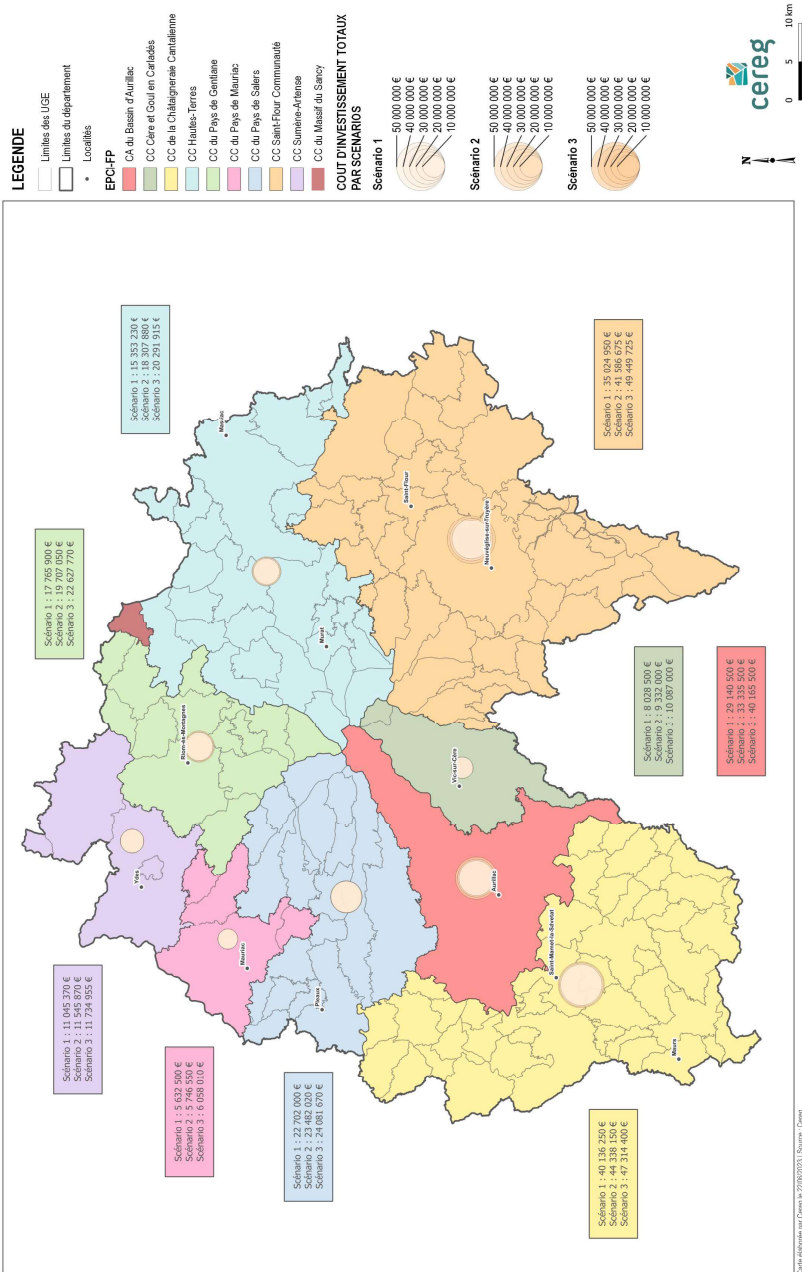 LEGENDE
Limites des UGE
Limites du département
Localités
EPCI-FP
CA du Bassin d'Aurillac
CC Cère et Goul en Carladès
CC de la Châtaigneraie Cantalienne
CC Hautes-Terres
CC du Pays de Gentiane
CC du Pays de Mauriac
CC du Pays de Salers
CC Saint-Flour Communauté
CC Sumène-Artense
CC du Massif du Sancy
COUT D'INVESTISSEMENT TOTAUX
PAR SCENARIOS
Scénario 1
50 000 000 €
40 000 000 €
30 000 000 €
20 000 000 €
10 000 000 €
Scénario 2
50 000 000 €
40 000 000 €
30 000 000 €
20 000 000 €
10 000 000 €
Scénario 3
50 000 000 €
40 000 000 €
30 000 000 €
20 000 000 €
10 000 000 €
N
cereg
0 5 10 km
Scénario 1 : 11 045 370 €
Scénario 2 : 11 545 870 €
Scénario 3 : 11 734 955 €
Scénario 1 : 17 765 900 €
Scénario 2 : 19 707 050 €
Scénario 3 : 22 627 770 €
Scénario 1 : 15 353 230 €
Scénario 2 : 18 307 880 €
Scénario 3 : 20 291 915 €
Scénario 1 : 5 632 500 €
Scénario 2 : 5 746 550 €
Scénario 3 : 6 058 010 €
Scénario 1 : 22 702 000 €
Scénario 2 : 23 482 020 €
Scénario 3 : 24 081 670 €
Scénario 1 : 40 136 250 €
Scénario 2 : 44 338 150 €
Scénario 3 : 47 314 400 €
Scénario 1 : 8 028 500 €
Scénario 2 : 9 332 000 €
Scénario 3 : 10 087 000 €
Scénario 1 : 29 140 500 €
Scénario 2 : 33 335 500 €
Scénario 3 : 40 165 500 €
Scénario 1 : 35 024 950 €
Scénario 2 : 41 586 675 €
Scénario 3 : 49 449 725 €
Ydes
Riom-ès-Montagnes
Mauriac
Massiac
Pleaux
Murat
Vic-sur-Cère
Saint-Flour
Aurillac
Neuvéglise-sur-Truyère
Saint-Mamet-la-Salvetat
Maurs
Carte élaborée par Cereg le 22/06/2023 | Source : Cereg